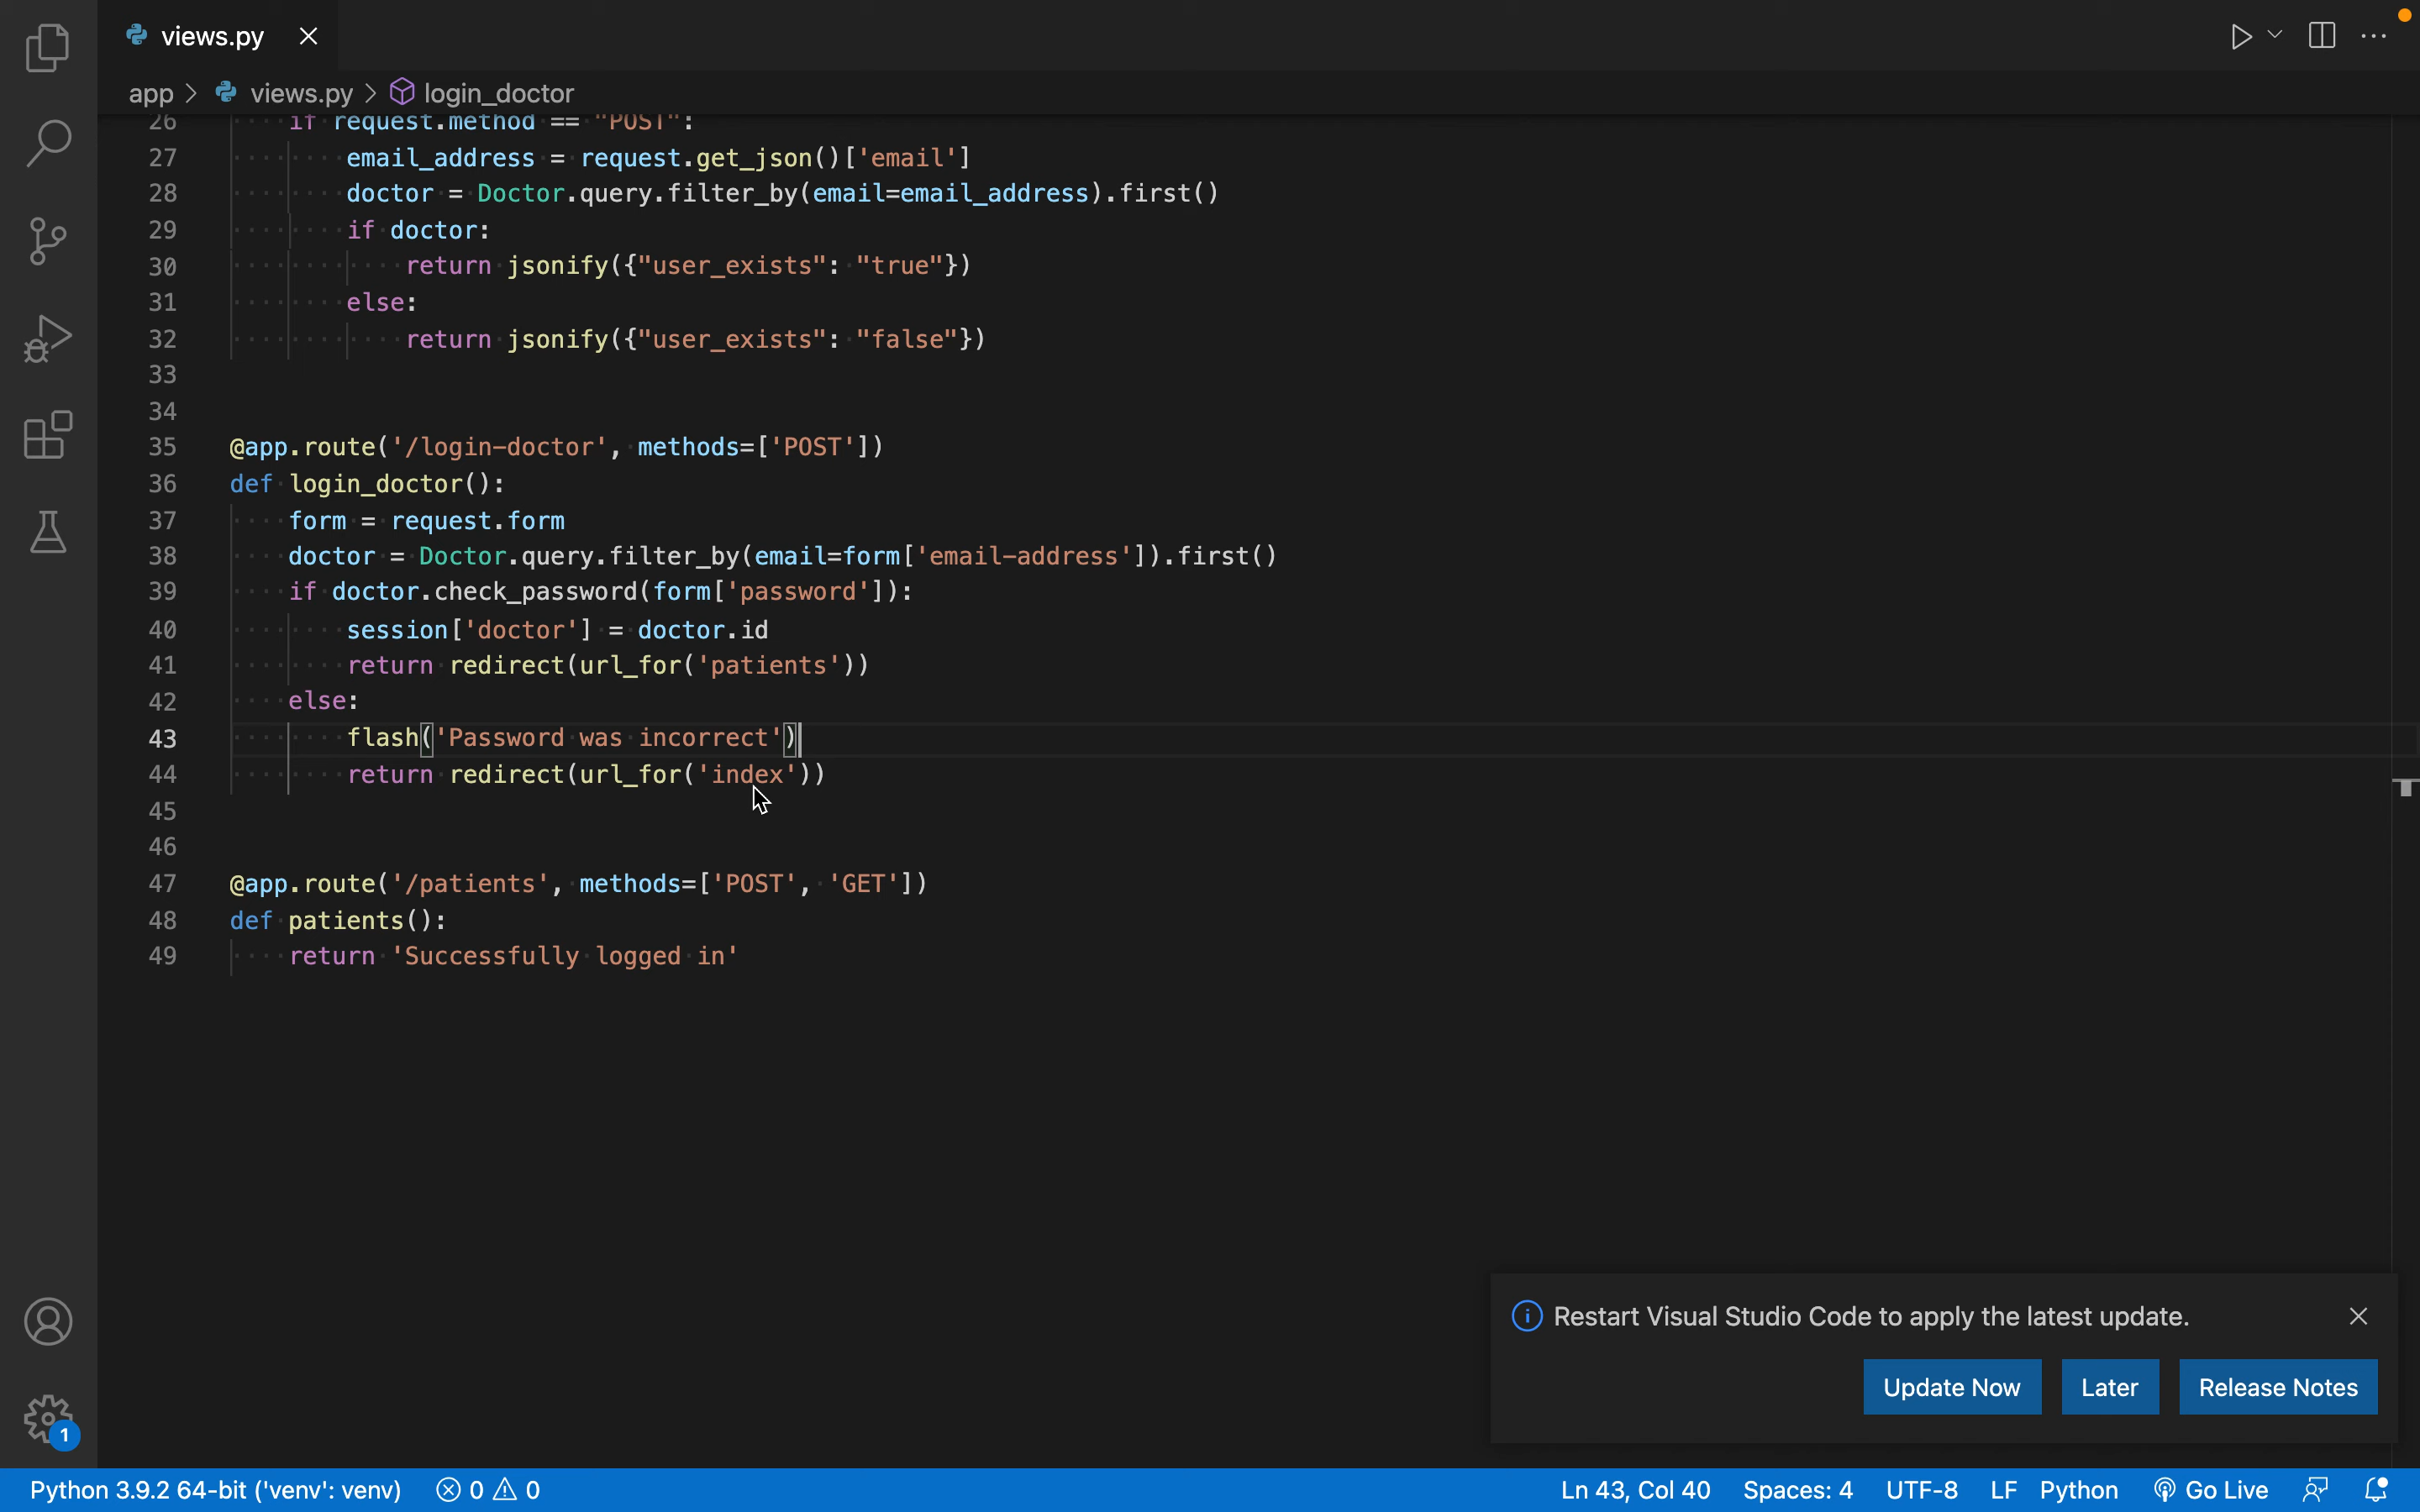 views.py
app > views.py > login_doctor
26 if request.method == "POST":
27 email_address = request.get_json()['email']
28 doctor = Doctor.query.filter_by(email=email_address).first()
29 if doctor:
30 return jsonify({"user_exists": "true"})
31 else:
32 return jsonify({"user_exists": "false"})
33
34
35 @app.route('/login-doctor', methods=['POST'])
36 def login_doctor():
37 form = request.form
38 doctor = Doctor.query.filter_by(email=form['email-address']).first()
39 if doctor.check_password(form['password']):
40 session['doctor'] = doctor.id
41 return redirect(url_for('patients'))
42 else:
43 flash('Password was incorrect')
44 return redirect(url_for('index'))
45
46
47 @app.route('/patients', methods=['POST', 'GET'])
48 def patients():
49 return 'Successfully logged in'
Restart Visual Studio Code to apply the latest update.
Update Now Later Release Notes
1
Python 3.9.2 64-bit ('venv': venv) 0 0 Ln 43, Col 40 Spaces: 4 UTF-8 LF Python Go Live